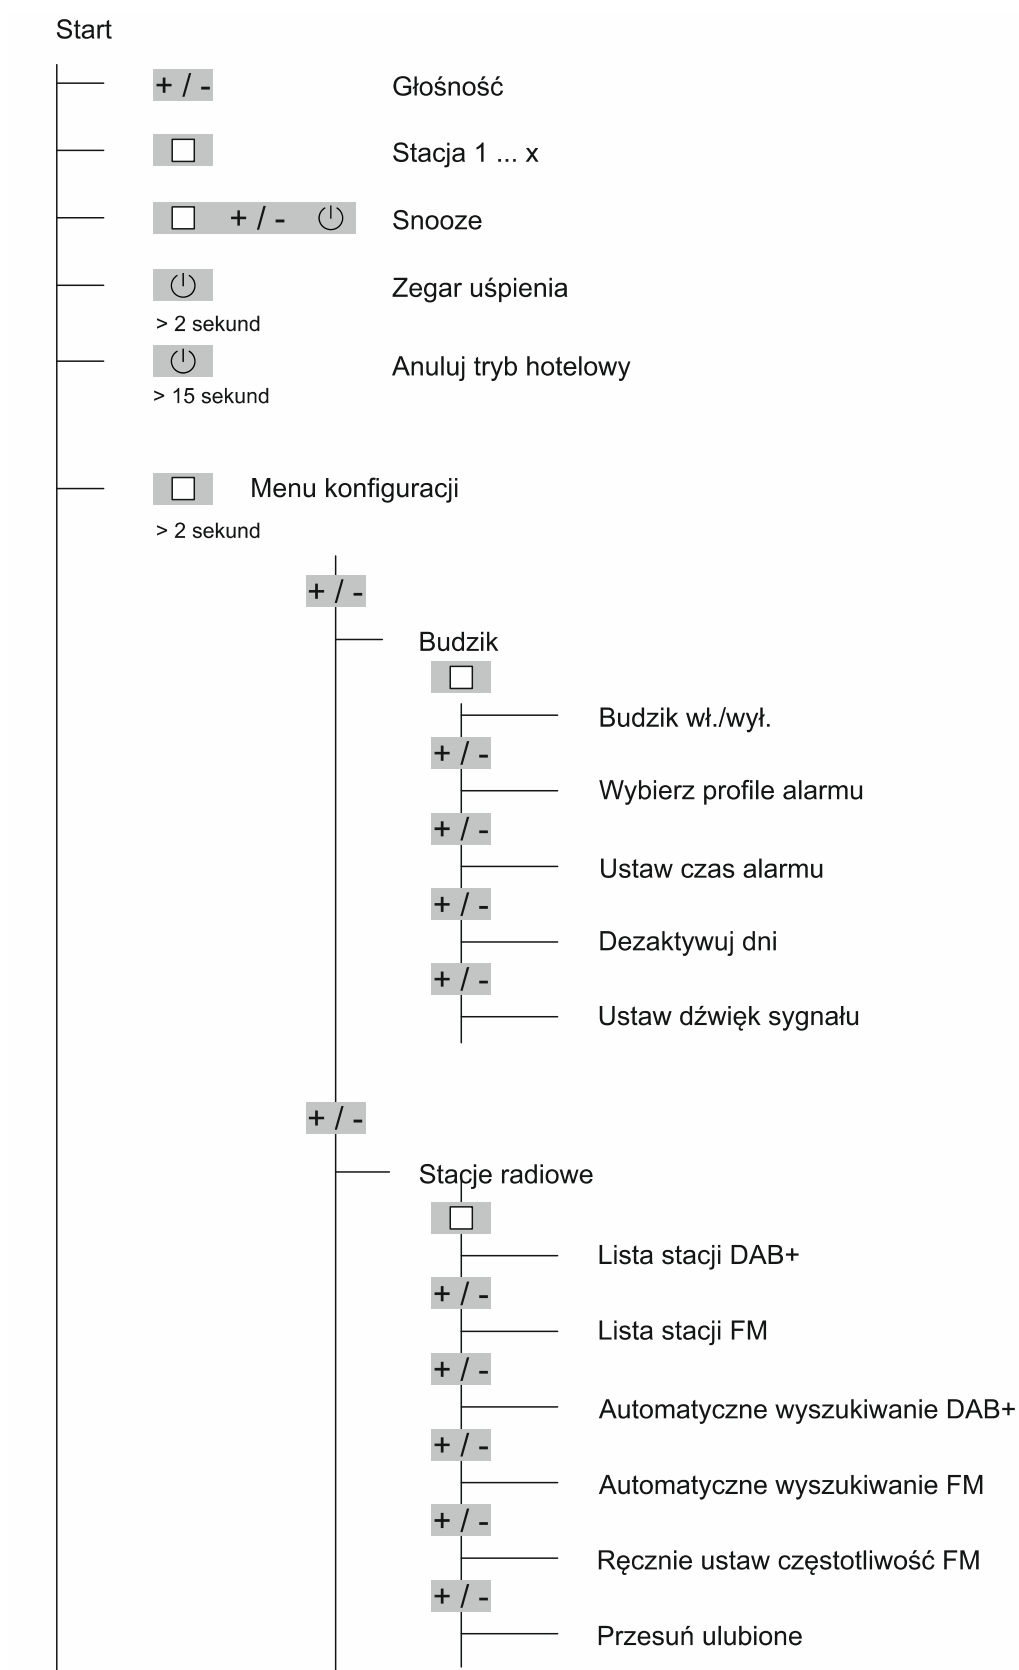 Start
+ / - Głośność
Stacja 1 ... x
+ / - Snooze
Zegar uśpienia
> 2 sekund
Anuluj tryb hotelowy
> 15 sekund
Menu konfiguracji
> 2 sekund
+ / -
Budzik
Budzik wł./wył.
+ / -
Wybierz profile alarmu
+ / -
Ustaw czas alarmu
+ / -
Dezaktywuj dni
+ / -
Ustaw dźwięk sygnału
+ / -
Stacje radiowe
Lista stacji DAB+
+ / -
Lista stacji FM
+ / -
Automatyczne wyszukiwanie DAB+
+ / -
Automatyczne wyszukiwanie FM
+ / -
Ręcznie ustaw częstotliwość FM
+ / -
Przesuń ulubione